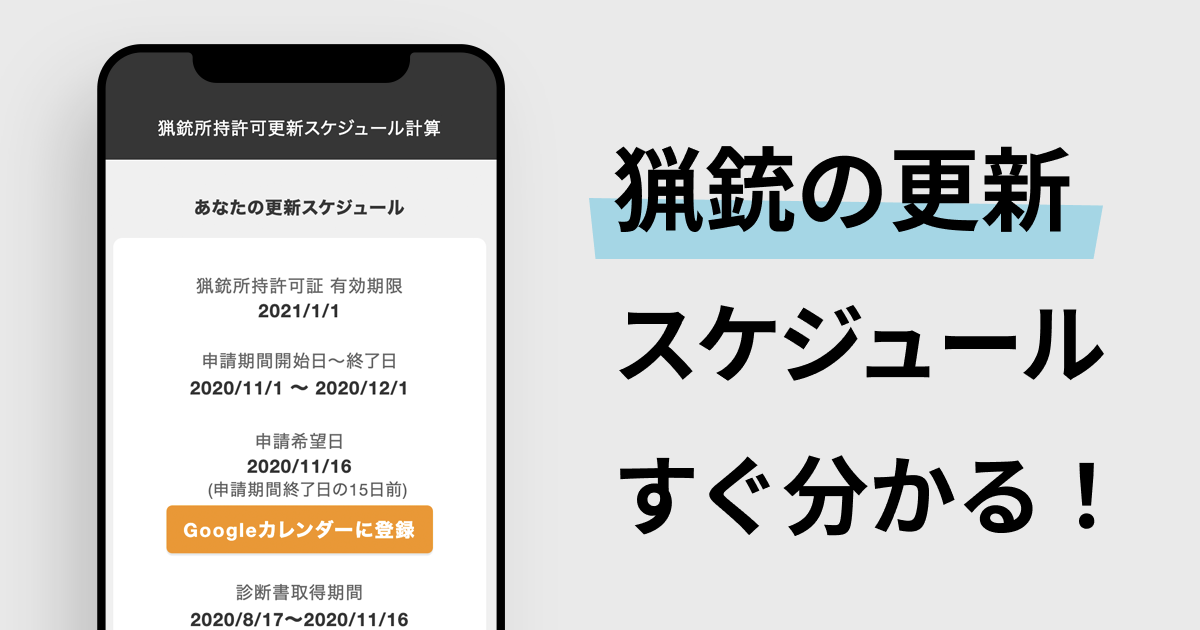 猟銃所持許可更新スケジュール計算
あなたの更新スケジュール
猟銃所持許可証 有効期限
2021/1/1
申請期間開始日〜終了日
2020/11/1 〜 2020/12/1
申請希望日
2020/11/16
(申請期間終了日の15日前)
Googleカレンダーに登録
診断書取得期間
2020/8/17〜2020/11/16
猟銃の更新
スケジュール
すぐ分かる！